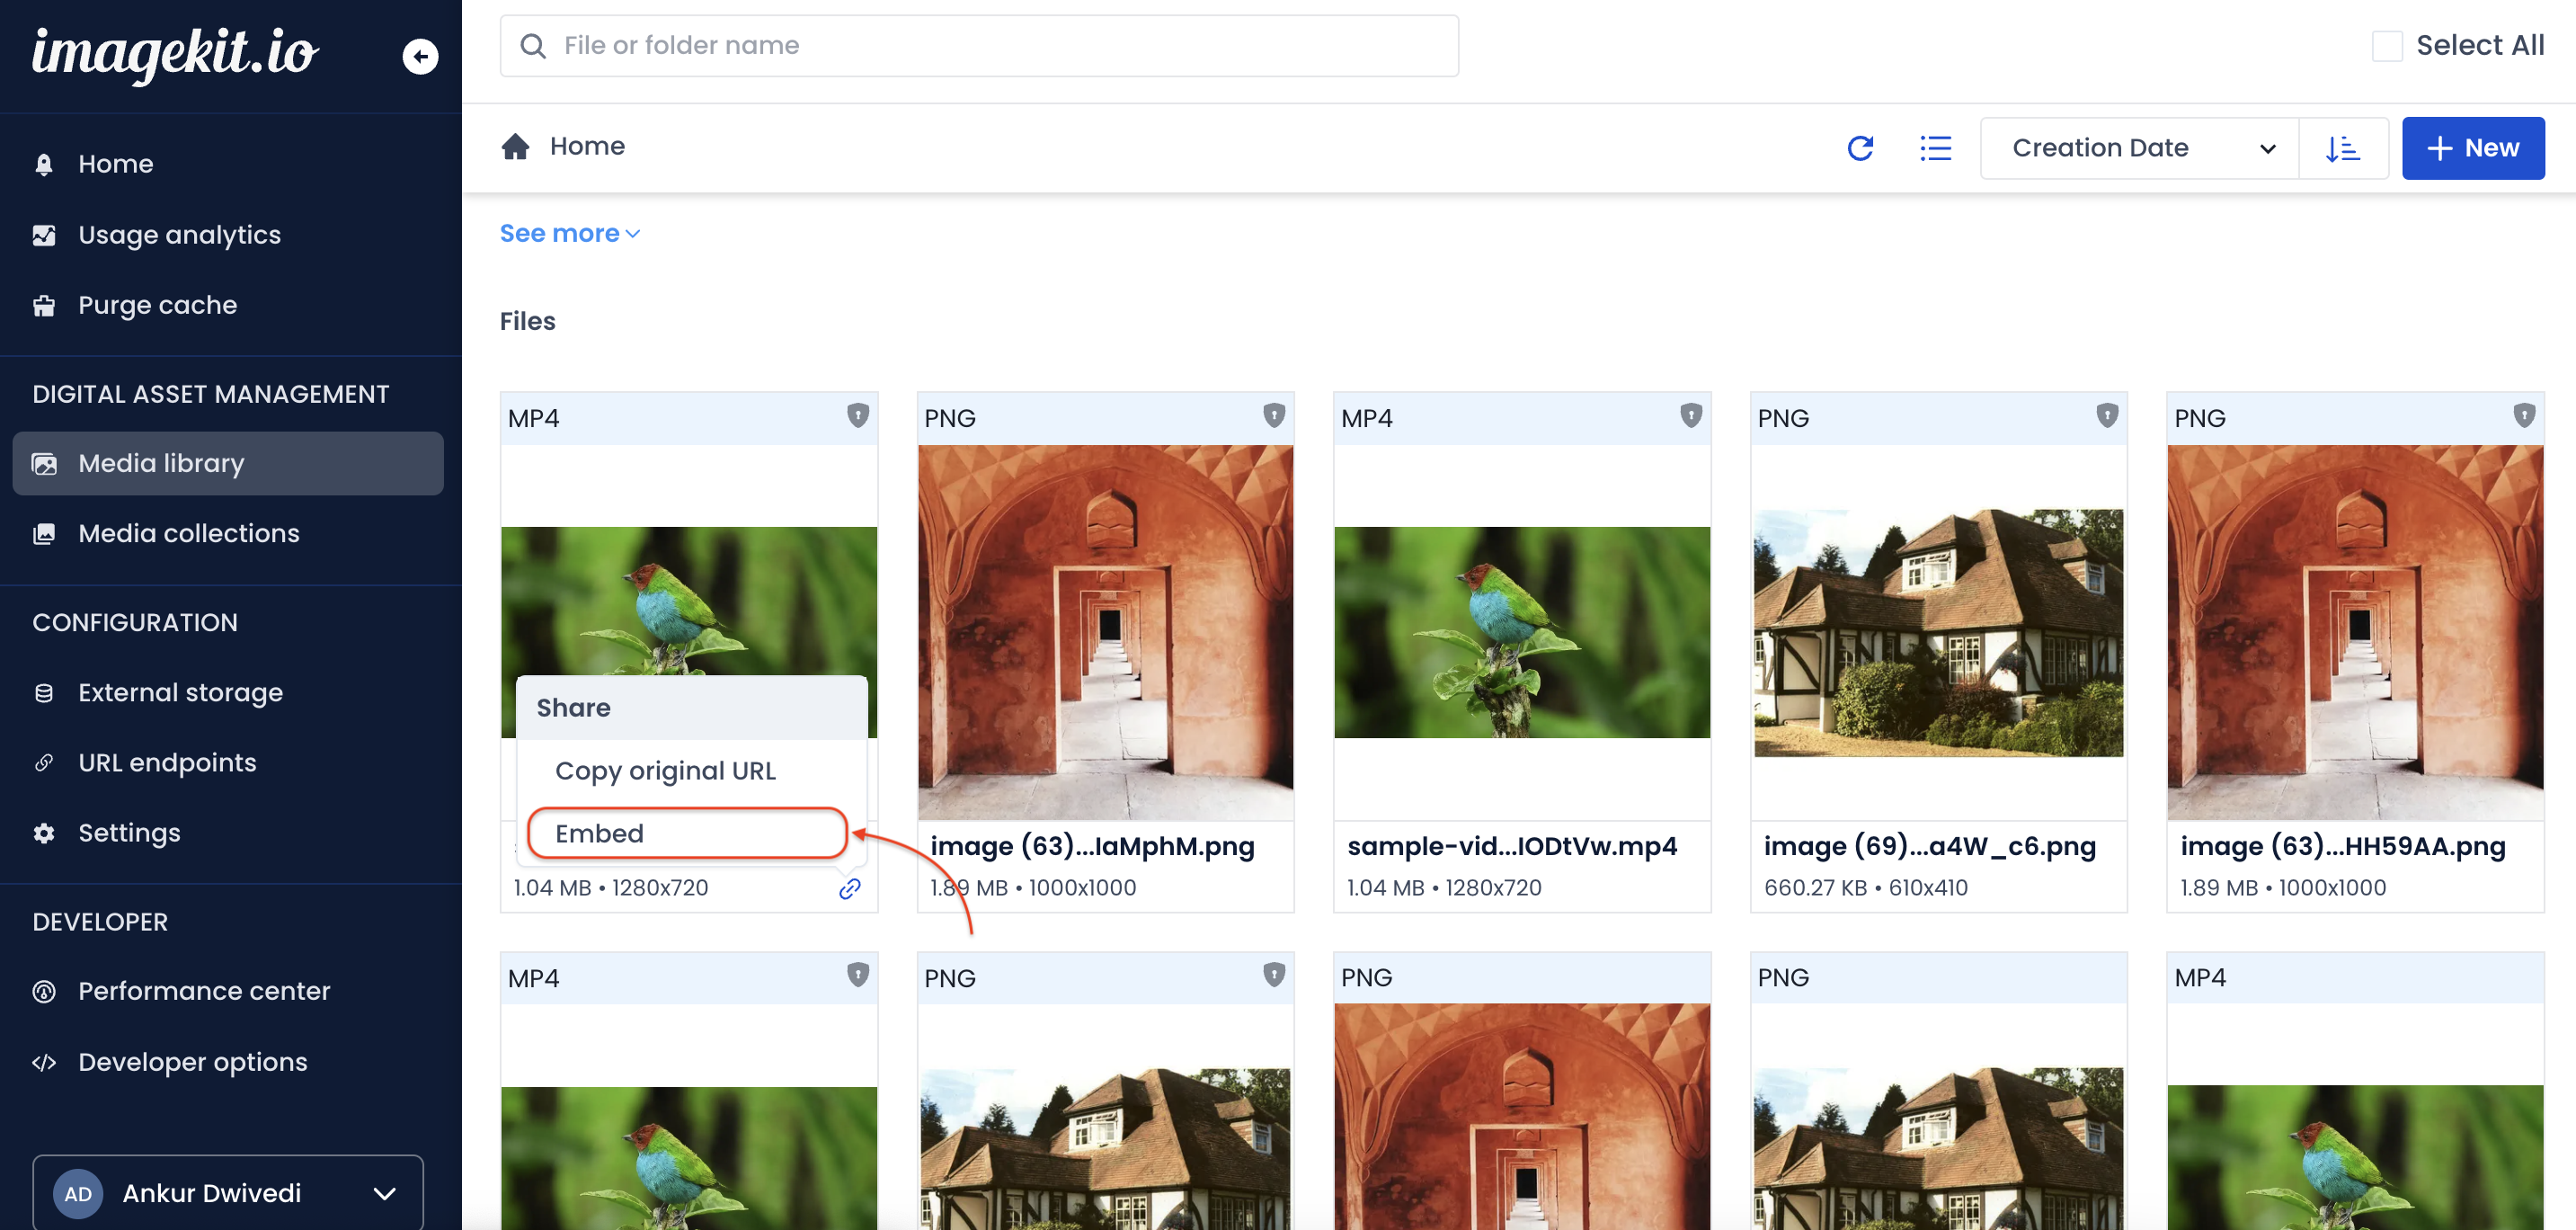 imagekit.io
Home
Usage analytics
Purge cache
DIGITAL ASSET MANAGEMENT
Media library
Media collections
CONFIGURATION
External storage
URL endpoints
Settings
DEVELOPER
Performance center
Developer options
AD Ankur Dwivedi
File or folder name
Select All
Home
Creation Date
New
See more
Files
MP4
Share
Copy original URL
Embed
1.04 MB • 1280x720
PNG
image (63)...IaMphM.png
1.89 MB • 1000x1000
MP4
sample-vid...IODtVw.mp4
1.04 MB • 1280x720
PNG
image (69)...a4W_c6.png
660.27 KB • 610x410
PNG
image (63)...HH59AA.png
1.89 MB • 1000x1000
MP4
PNG
PNG
PNG
MP4